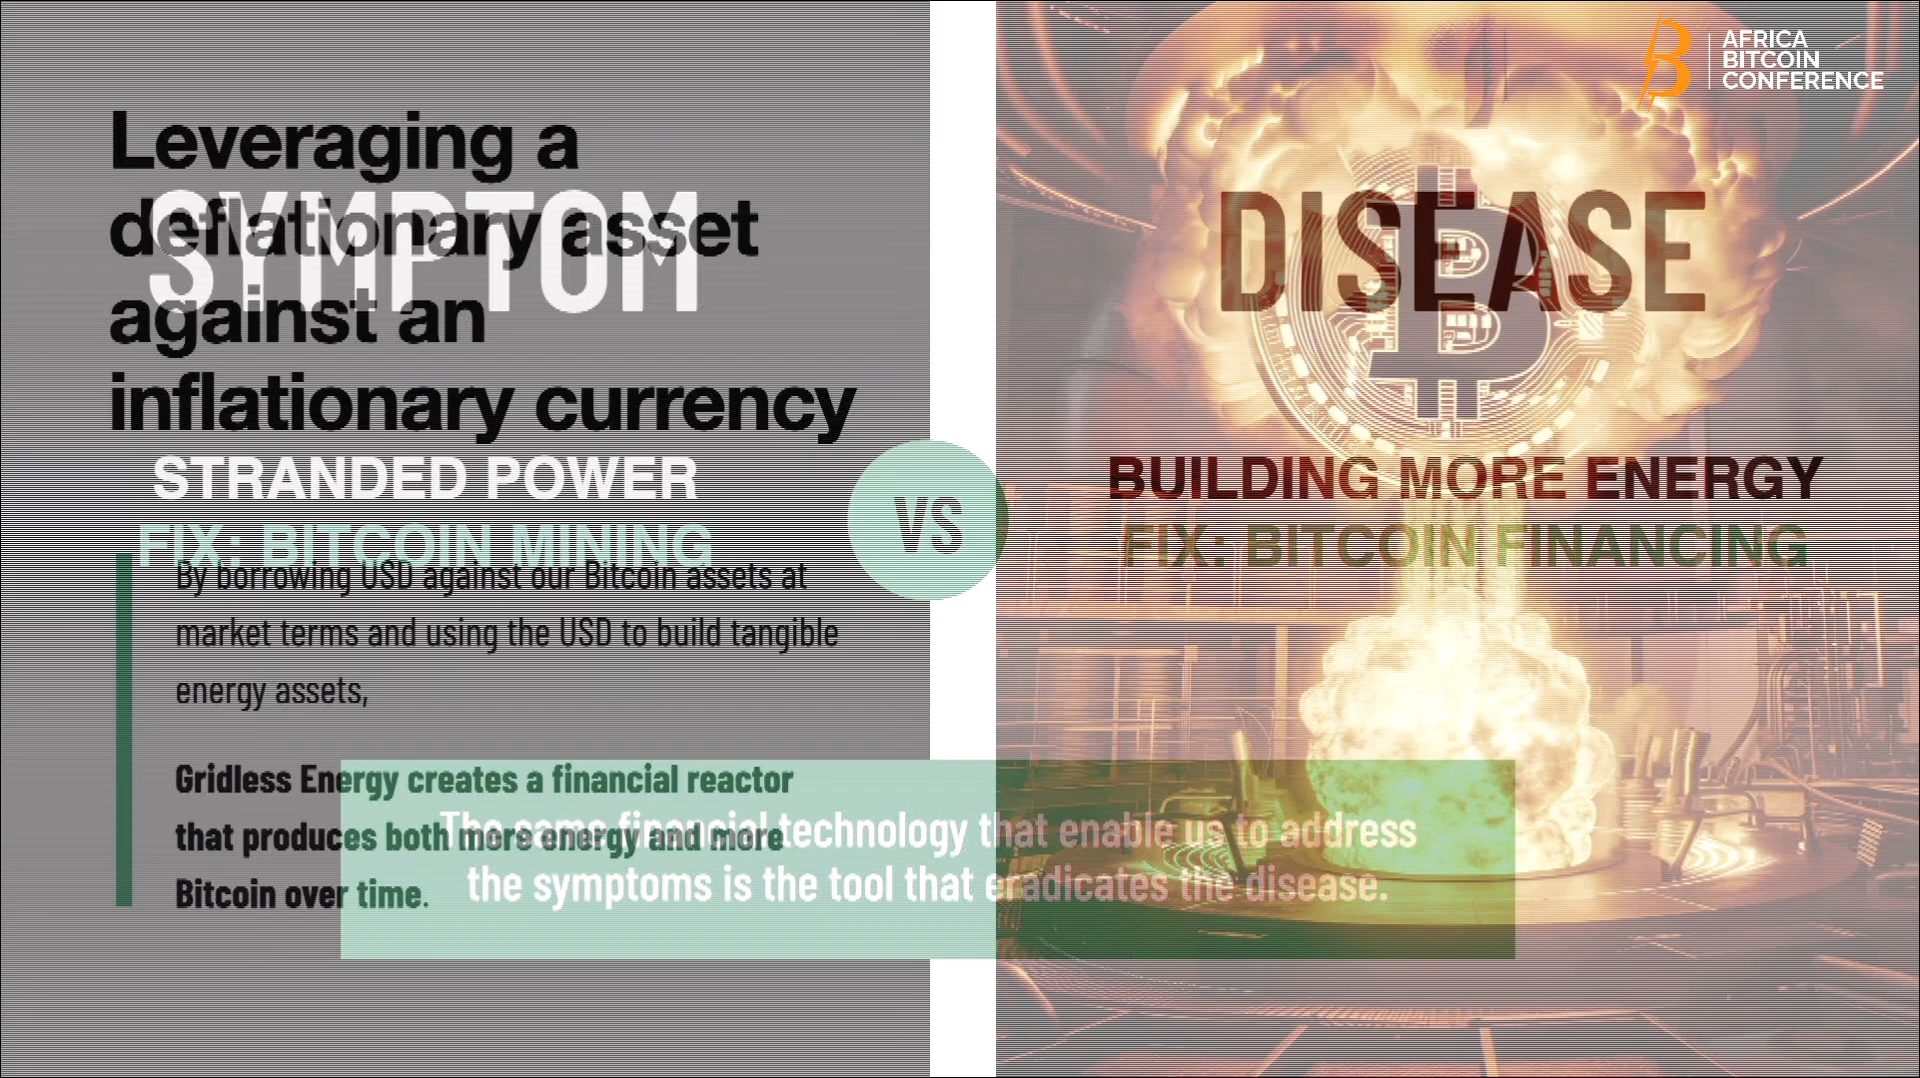 AFRICA
BITCOIN
CONFERENCE
Leveraging a
deflationary asset
against an
inflationary currency
By borrowing USD against our Bitcoin assets at
market terms and using the USD to build tangible
energy assets,
Gridless Energy creates a financial reactor
that produces both more energy and more
Bitcoin over time.
SYMPTOM
STRANDED POWER
FIX: BITCOIN MINING
VS
DISEASE
BUILDING MORE ENERGY
FIX: BITCOIN FINANCING
The same financial technology that enable us to address
the symptoms is the tool that eradicates the disease.